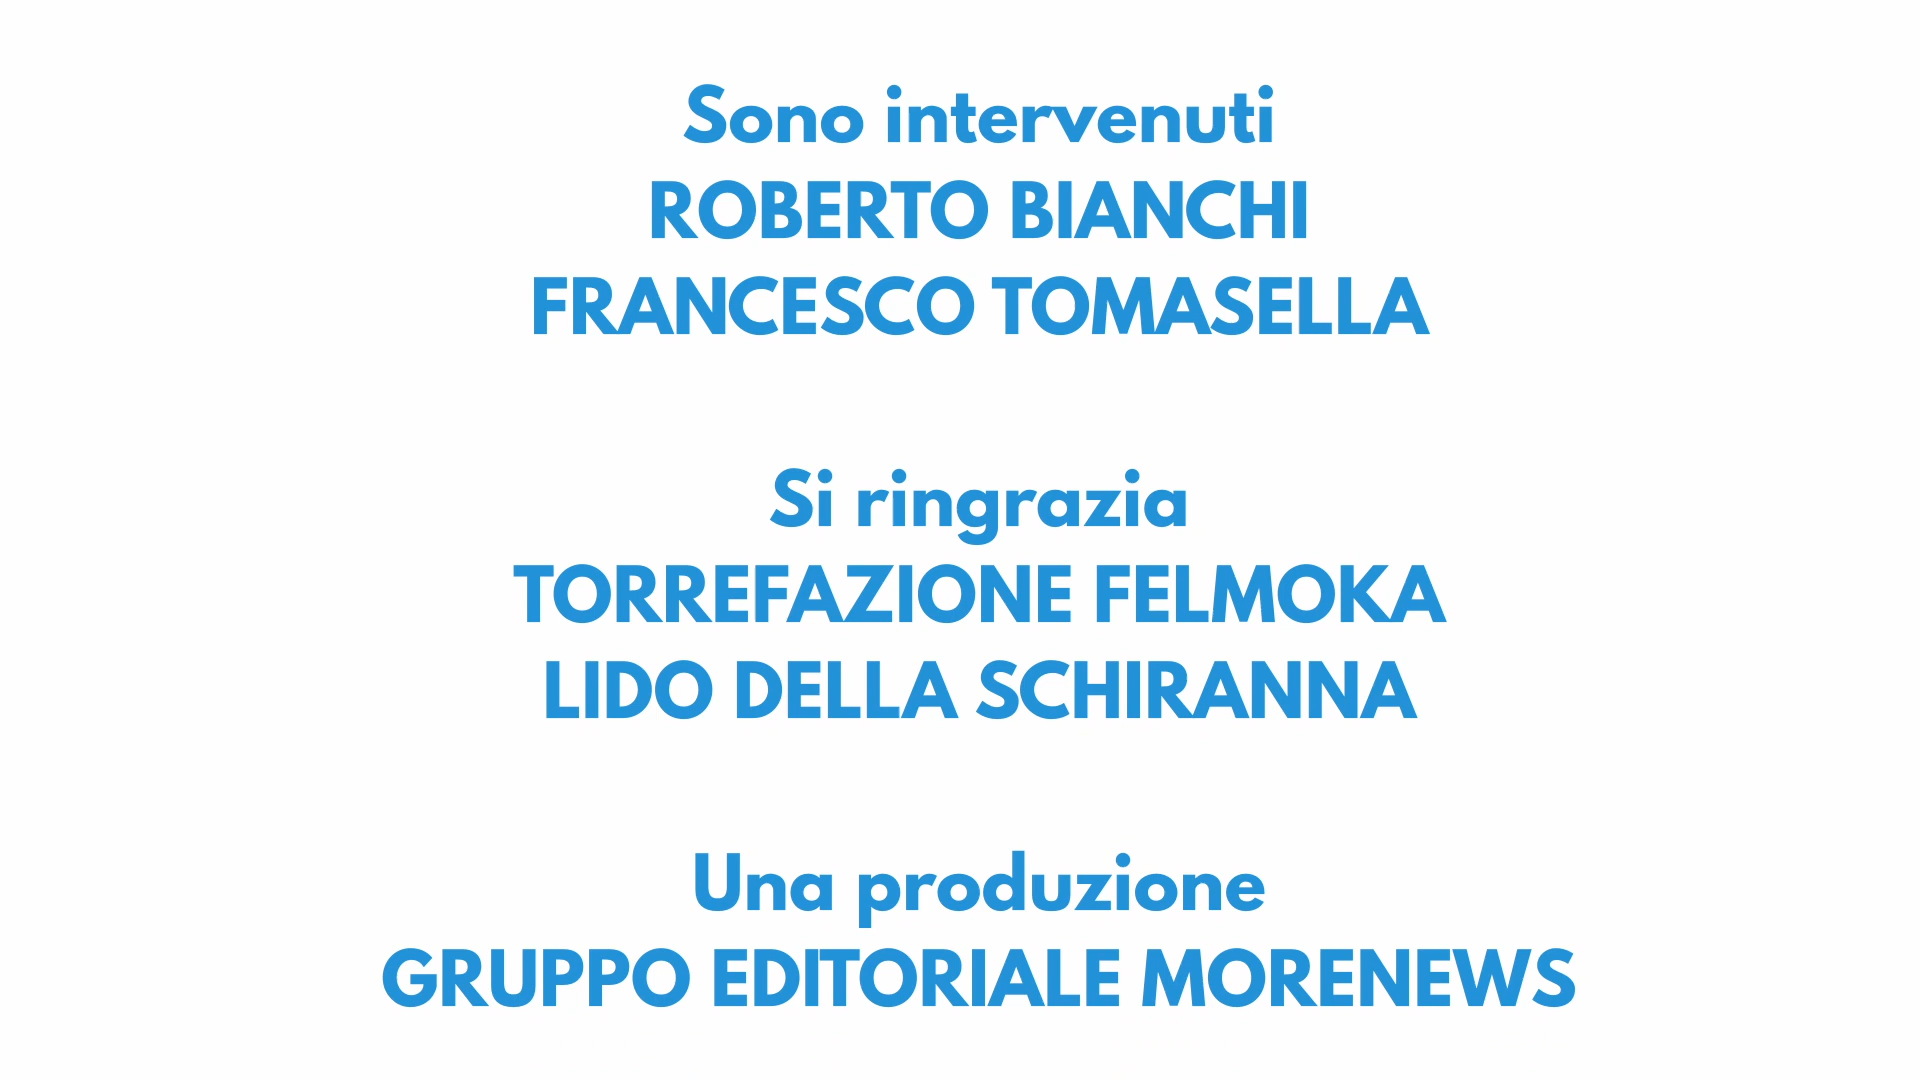 Sono intervenuti
ROBERTO BIANCHI
FRANCESCO TOMASELLA
Si ringrazia
TORREFAZIONE FELMOKA
LIDO DELLA SCHIRANNA
Una produzione
GRUPPO EDITORIALE MORENEWS